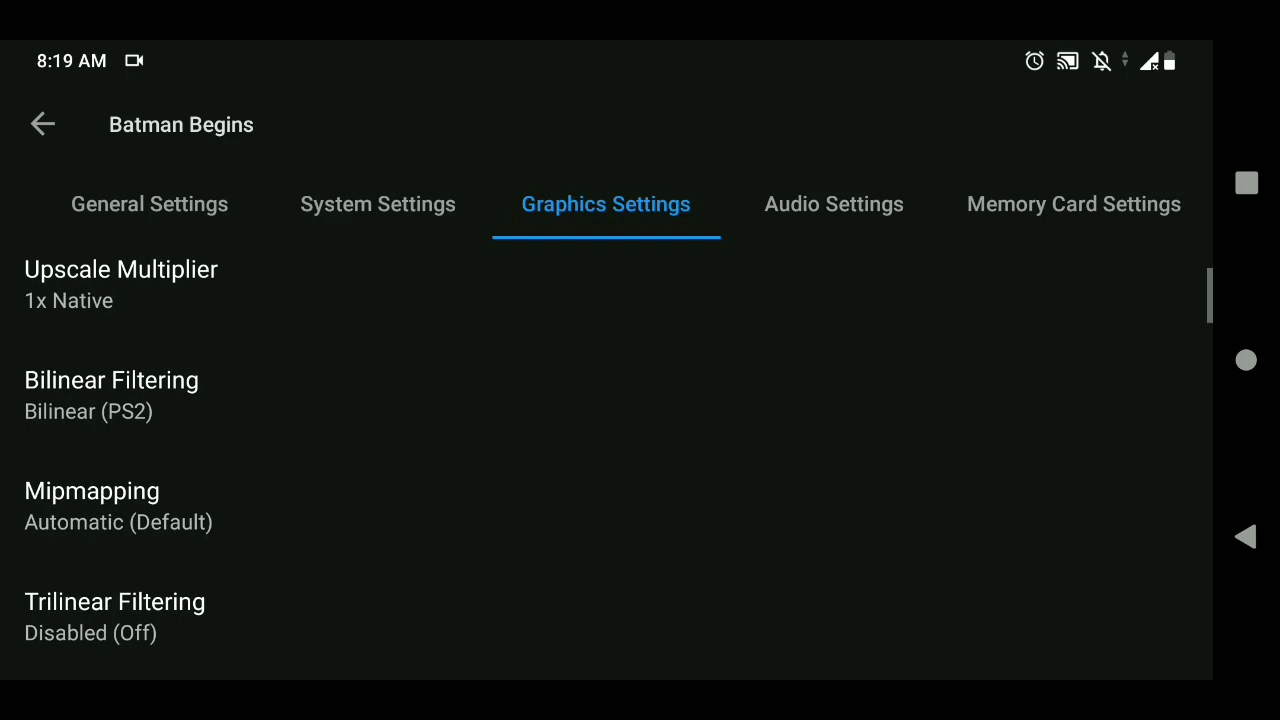 8:19 AM
Batman Begins
General Settings
System Settings
Graphics Settings
Audio Settings
Memory Card Settings
Upscale Multiplier
1x Native
Bilinear Filtering
Bilinear (PS2)
Mipmapping
Automatic (Default)
Trilinear Filtering
Disabled (Off)